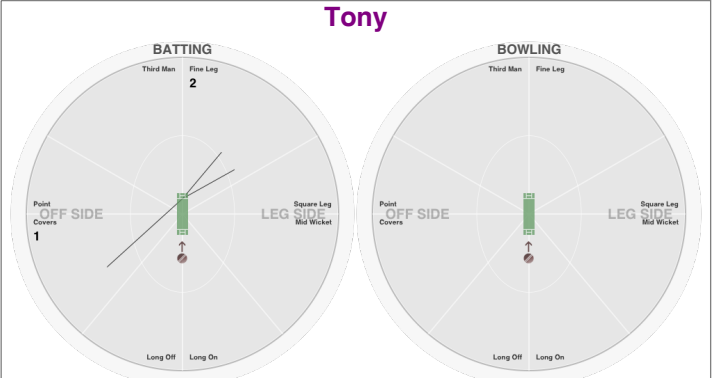 Tony
BATTING
Third Man Fine Leg
2
Point
OFF SIDE
Covers
1
Square Leg
LEG SIDE
Mid Wicket
Long Off Long On
BOWLING
Third Man Fine Leg
Point
OFF SIDE
Covers
Square Leg
LEG SIDE
Mid Wicket
Long Off Long On